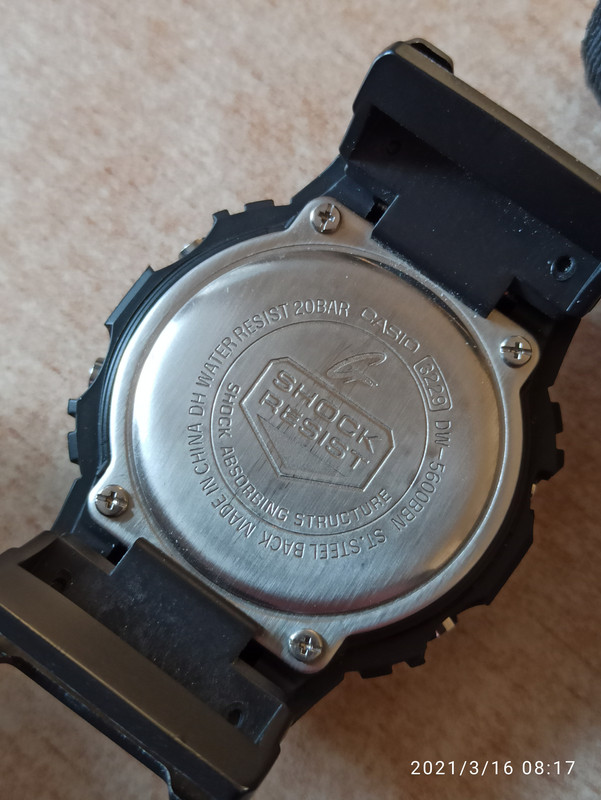 CASIO 3229 DW-5600BBN ST.STEEL BACK MADE IN CHINA DH WATER RESIST 20BAR
G
SHOCK
RESIST
SHOCK ABSORBING STRUCTURE
2021/3/16 08:17